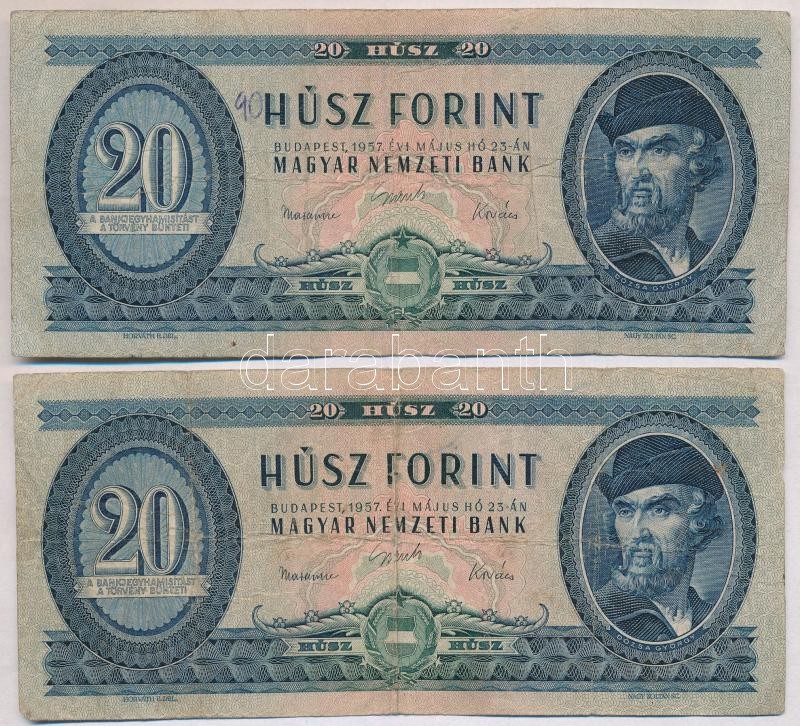 20 HÚSZ 20
90
HÚSZ FORINT
BUDAPEST, 1957. ÉVI MÁJUS HÓ 23-ÁN
MAGYAR NEMZETI BANK
20
A BANKJEGYHAMISÍTÁST
A TÖRVÉNY BÜNTETI
Kovács
HÚSZ HÚSZ
DÓZSA GYÖRGY
HORVÁTH E. DEL. NAGY ZOLTÁN SC.
darabanth
20 HÚSZ 20
HÚSZ FORINT
BUDAPEST, 1957. ÉVI MÁJUS HÓ 23-ÁN
MAGYAR NEMZETI BANK
20
A BANKJEGYHAMISÍTÁST
A TÖRVÉNY BÜNTETI
Kovács
HÚSZ HÚSZ
DÓZSA GYÖRGY
HORVÁTH E. DEL. NAGY ZOLTÁN SC.